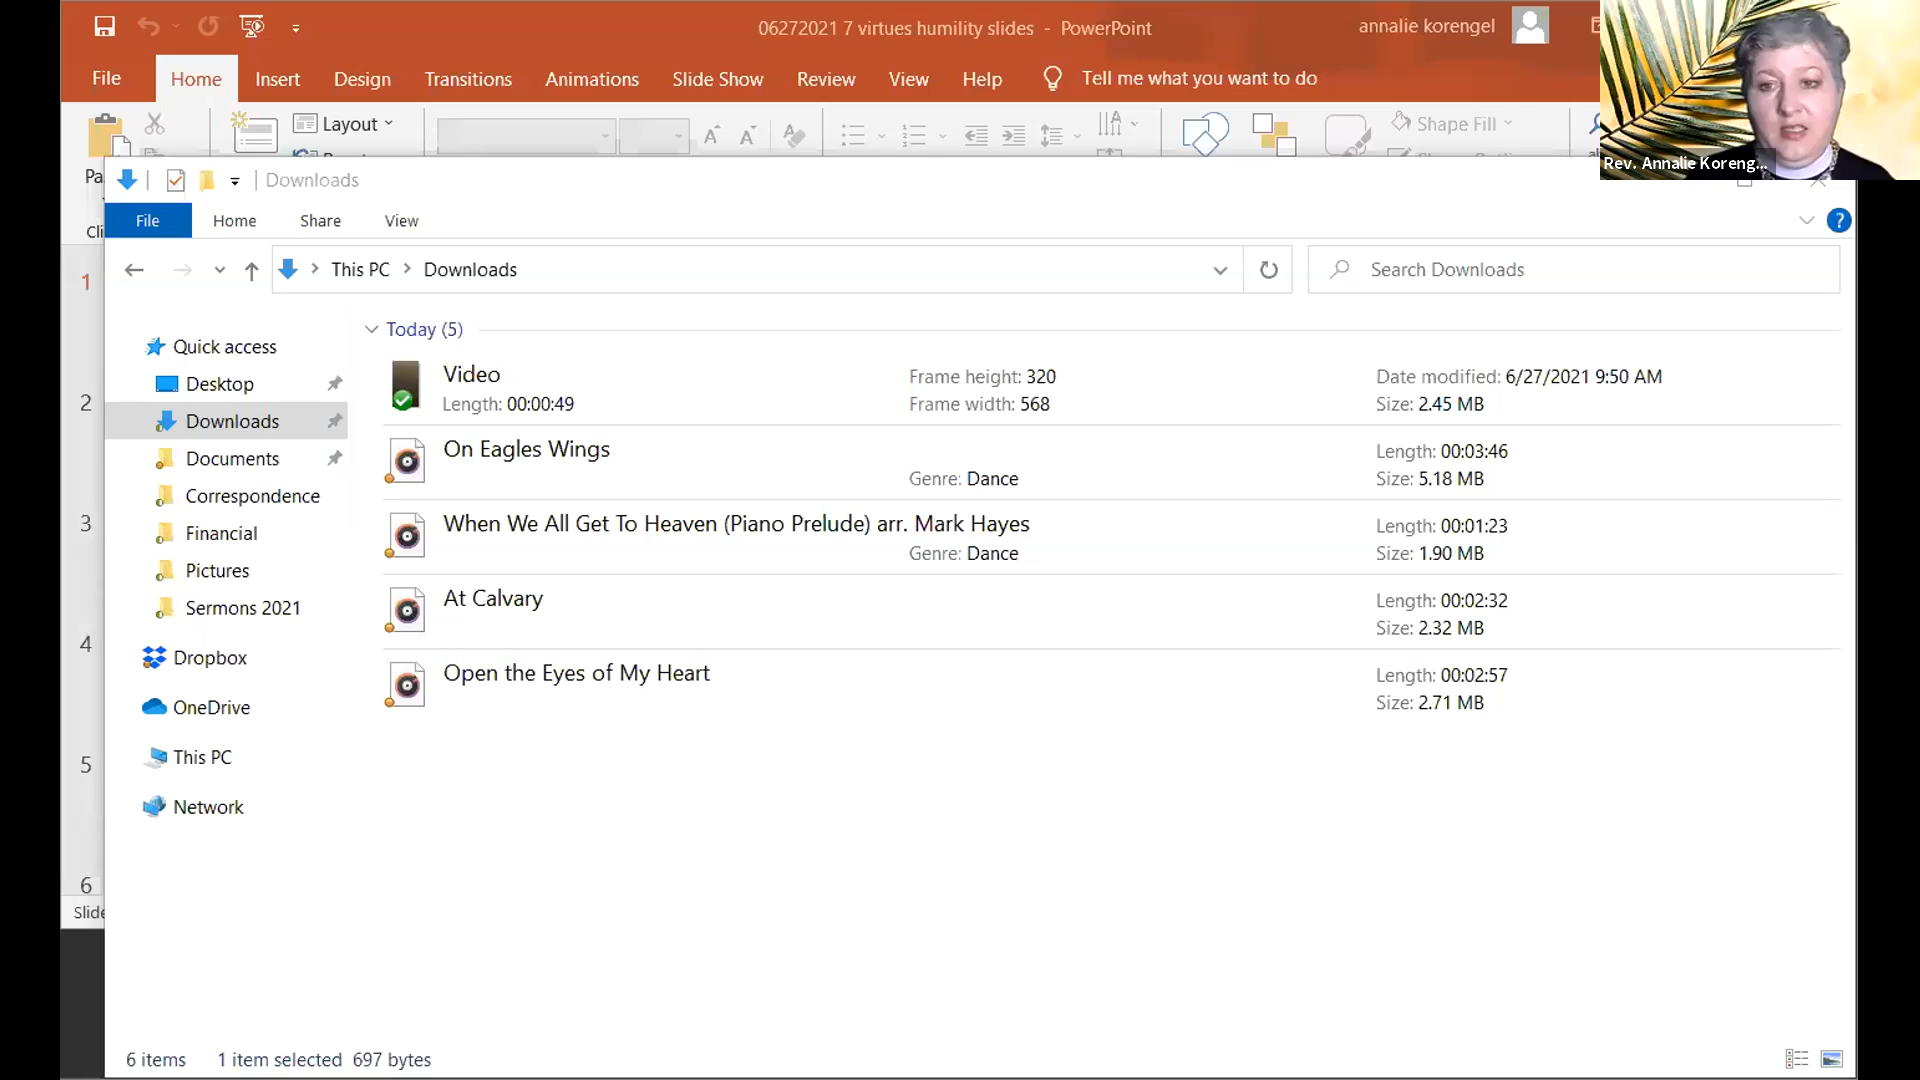 06272021 7 virtues humility slides - PowerPoint
annalie korengel
File Home Insert Design Transitions Animations Slide Show Review View Help Tell me what you want to do
Layout
Shape Fill
Rev. Annalie Koreng...
Pa
Cli
Downloads
File Home Share View
This PC > Downloads
Search Downloads
1
2
3
4
5
6
Slide
Quick access
Desktop
Downloads
Documents
Correspondence
Financial
Pictures
Sermons 2021
Dropbox
OneDrive
This PC
Network
Today (5)
Video
Length: 00:00:49
Frame height: 320
Frame width: 568
Date modified: 6/27/2021 9:50 AM
Size: 2.45 MB
On Eagles Wings
Genre: Dance
Length: 00:03:46
Size: 5.18 MB
When We All Get To Heaven (Piano Prelude) arr. Mark Hayes
Genre: Dance
Length: 00:01:23
Size: 1.90 MB
At Calvary
Length: 00:02:32
Size: 2.32 MB
Open the Eyes of My Heart
Length: 00:02:57
Size: 2.71 MB
6 items 1 item selected 697 bytes